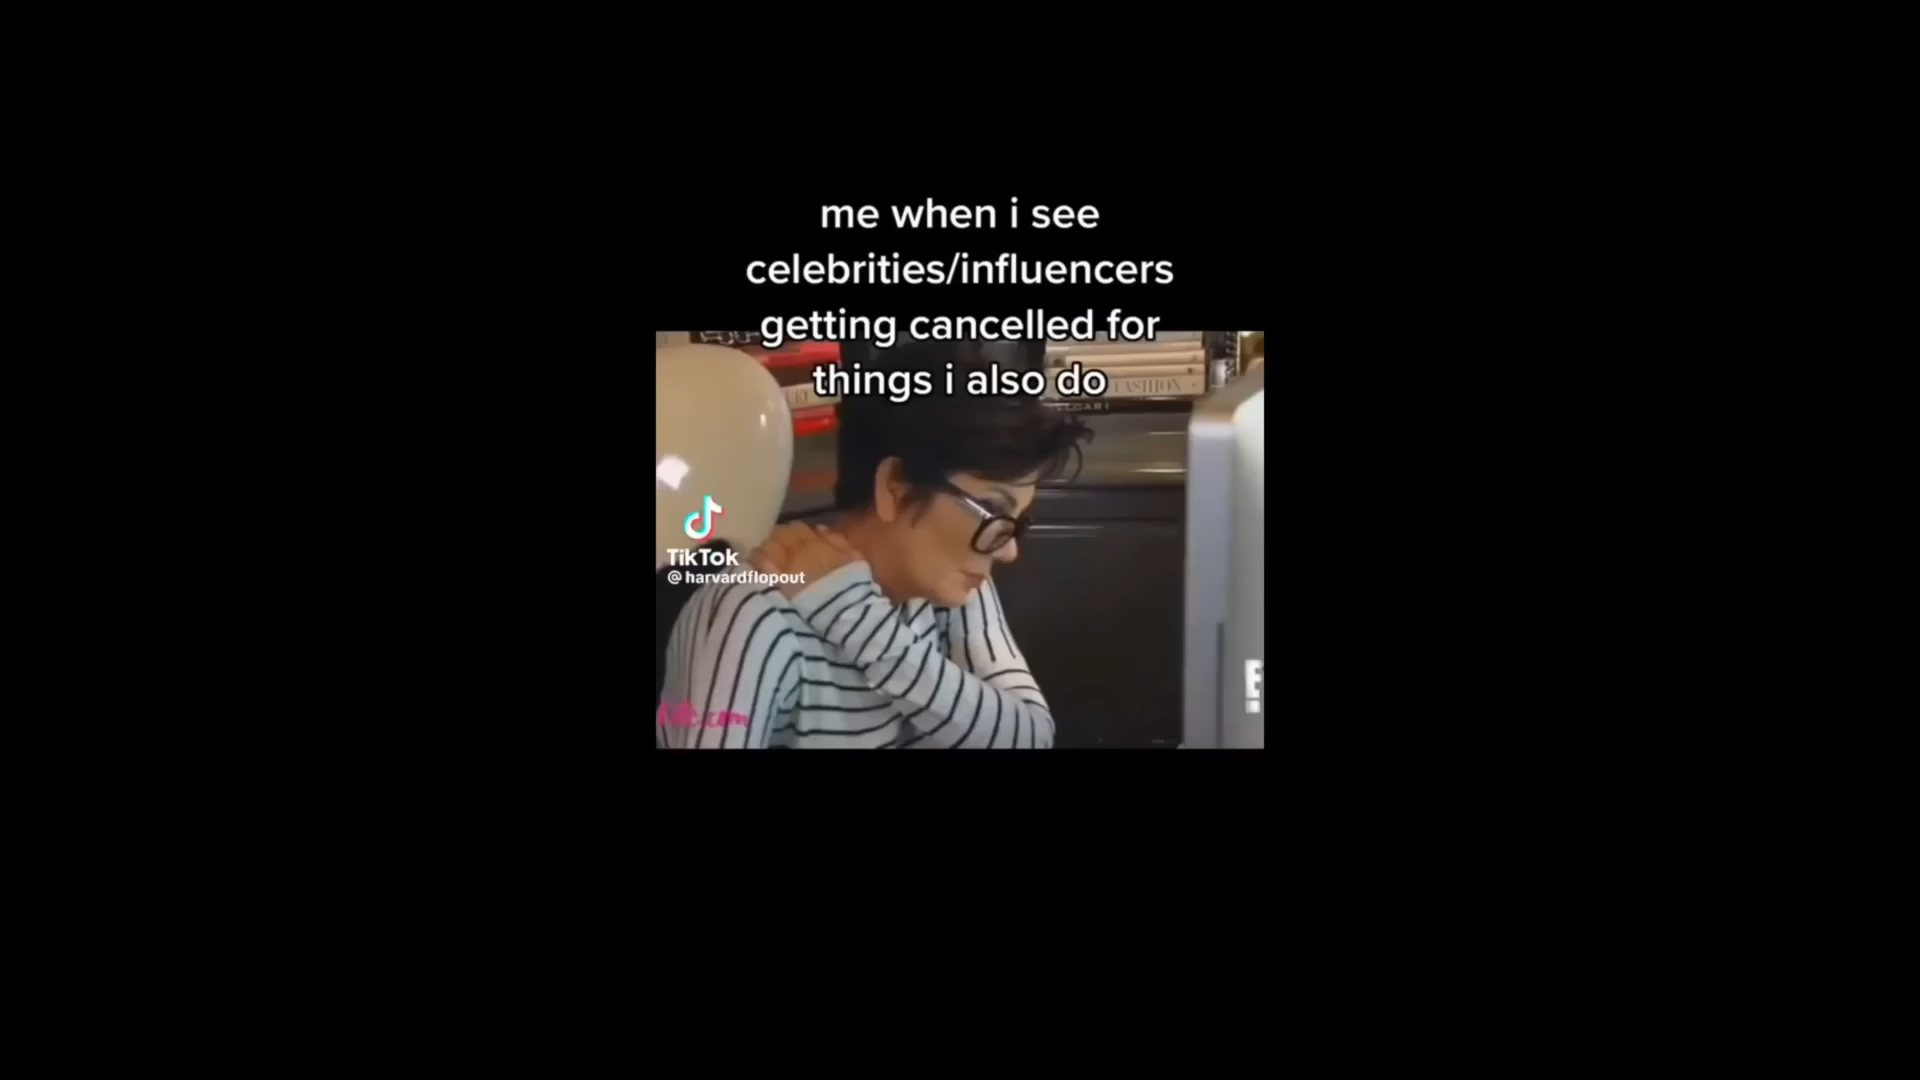 me when i see
celebrities/influencers
getting cancelled for
things i also do
FASHION
TikTok
@harvardflopout
E!